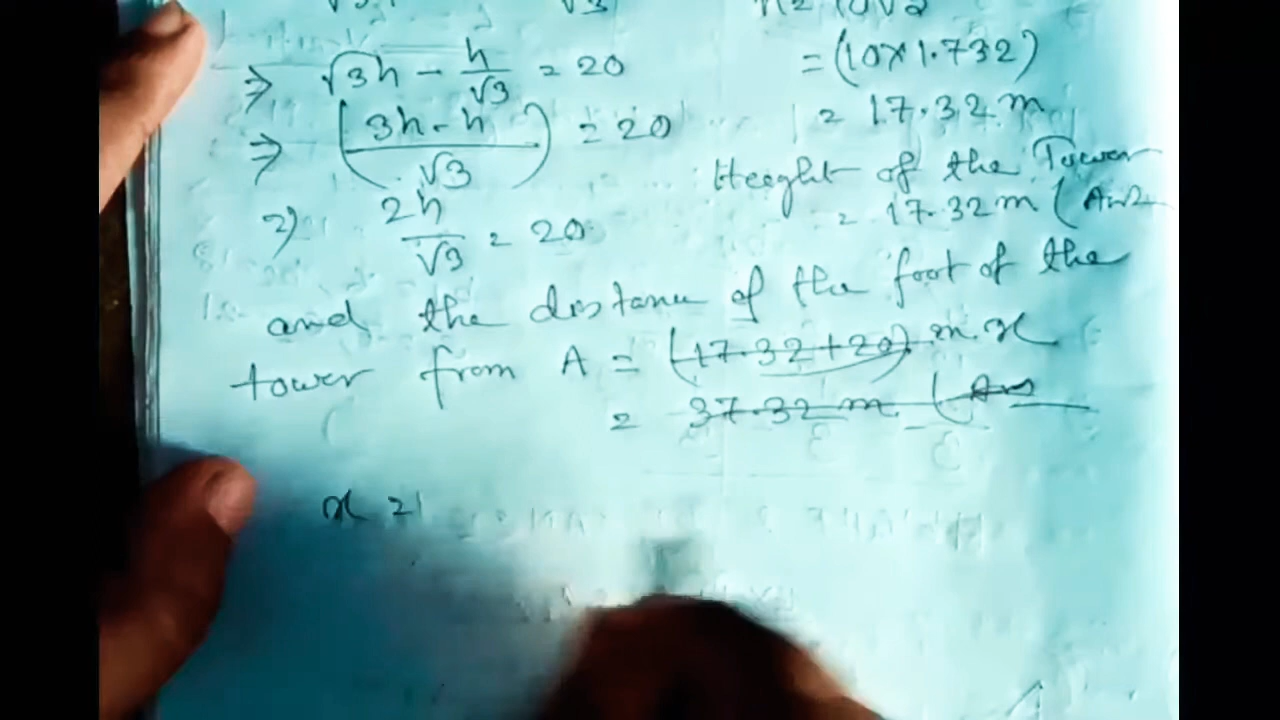 ⇒ √3h - h/√3 = 20
⇒ (3h - h / √3) = 20
⇒ 2h/√3 = 20
= (10×1.732)
= 17.32 m
Heeght of the Tower
= 17.32 m (Ans
and the distance of the foot of the
tower from A = (17.32+20) m. x
= 37.32 m (Ans
x =